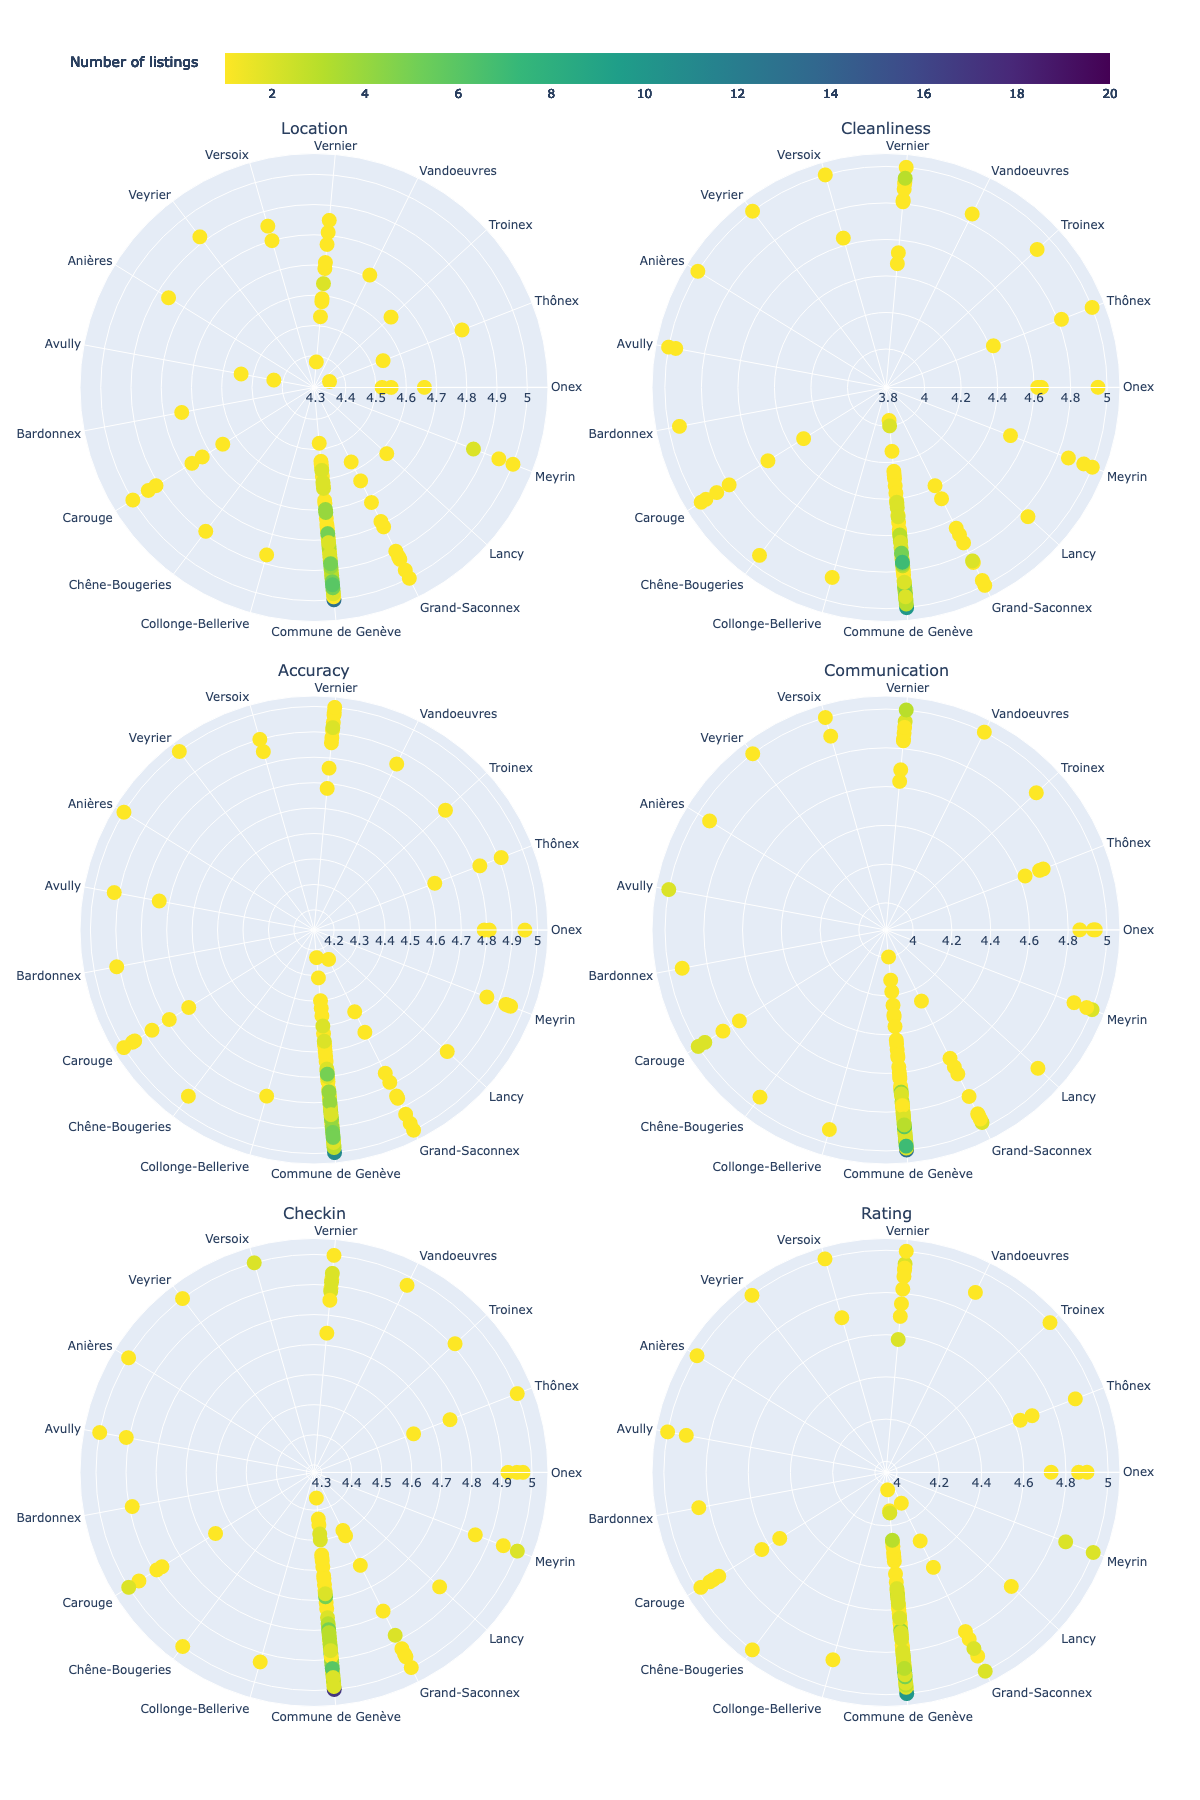 Number of listings
2 4 6 8 10 12 14 16 18 20
Location
Vernier
Versoix Vandoeuvres
Veyrier Troinex
Anières Thônex
Avully Onex
4.3 4.4 4.5 4.6 4.7 4.8 4.9 5
Bardonnex Meyrin
Carouge Lancy
Chêne-Bougeries Grand-Saconnex
Collonge-Bellerive
Commune de Genève
Cleanliness
Vernier
Versoix Vandoeuvres
Veyrier Troinex
Anières Thônex
Avully Onex
3.8 4 4.2 4.4 4.6 4.8 5
Bardonnex Meyrin
Carouge Lancy
Chêne-Bougeries Grand-Saconnex
Collonge-Bellerive
Commune de Genève
Accuracy
Vernier
Versoix Vandoeuvres
Veyrier Troinex
Anières Thônex
Avully Onex
4.2 4.3 4.4 4.5 4.6 4.7 4.8 4.9 5
Bardonnex Meyrin
Carouge Lancy
Chêne-Bougeries Grand-Saconnex
Collonge-Bellerive
Commune de Genève
Communication
Vernier
Versoix Vandoeuvres
Veyrier Troinex
Anières Thônex
Avully Onex
4 4.2 4.4 4.6 4.8 5
Bardonnex Meyrin
Carouge Lancy
Chêne-Bougeries Grand-Saconnex
Collonge-Bellerive
Commune de Genève
Checkin
Vernier
Versoix Vandoeuvres
Veyrier Troinex
Anières Thônex
Avully Onex
4.3 4.4 4.5 4.6 4.7 4.8 4.9 5
Bardonnex Meyrin
Carouge Lancy
Chêne-Bougeries Grand-Saconnex
Collonge-Bellerive
Commune de Genève
Rating
Vernier
Versoix Vandoeuvres
Veyrier Troinex
Anières Thônex
Avully Onex
4 4.2 4.4 4.6 4.8 5
Bardonnex Meyrin
Carouge Lancy
Chêne-Bougeries Grand-Saconnex
Collonge-Bellerive
Commune de Genève